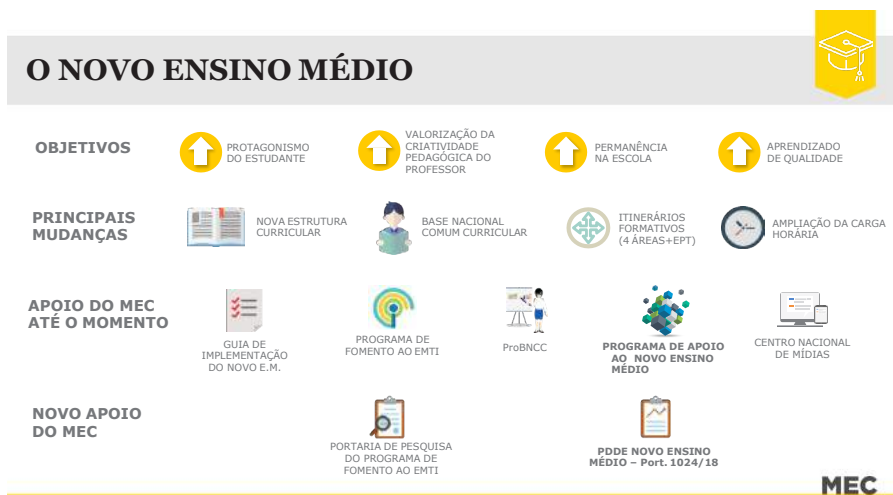 O NOVO ENSINO MÉDIO
OBJETIVOS
PROTAGONISMO
DO ESTUDANTE
VALORIZAÇÃO DA
CRIATIVIDADE
PEDAGÓGICA DO
PROFESSOR
PERMANÊNCIA
NA ESCOLA
APRENDIZADO
DE QUALIDADE
PRINCIPAIS
MUDANÇAS
NOVA ESTRUTURA
CURRICULAR
BASE NACIONAL
COMUM CURRICULAR
ITINERÁRIOS
FORMATIVOS
(4 ÁREAS+EPT)
AMPLIAÇÃO DA CARGA
HORÁRIA
APOIO DO MEC
ATÉ O MOMENTO
GUIA DE
IMPLEMENTAÇÃO
DO NOVO E.M.
PROGRAMA DE
FOMENTO AO EMTI
ProBNCC
PROGRAMA DE APOIO
AO NOVO ENSINO
MÉDIO
CENTRO NACIONAL
DE MÍDIAS
NOVO APOIO
DO MEC
PORTARIA DE PESQUISA
DO PROGRAMA DE
FOMENTO AO EMTI
PDDE NOVO ENSINO
MÉDIO – Port. 1024/18
MEC